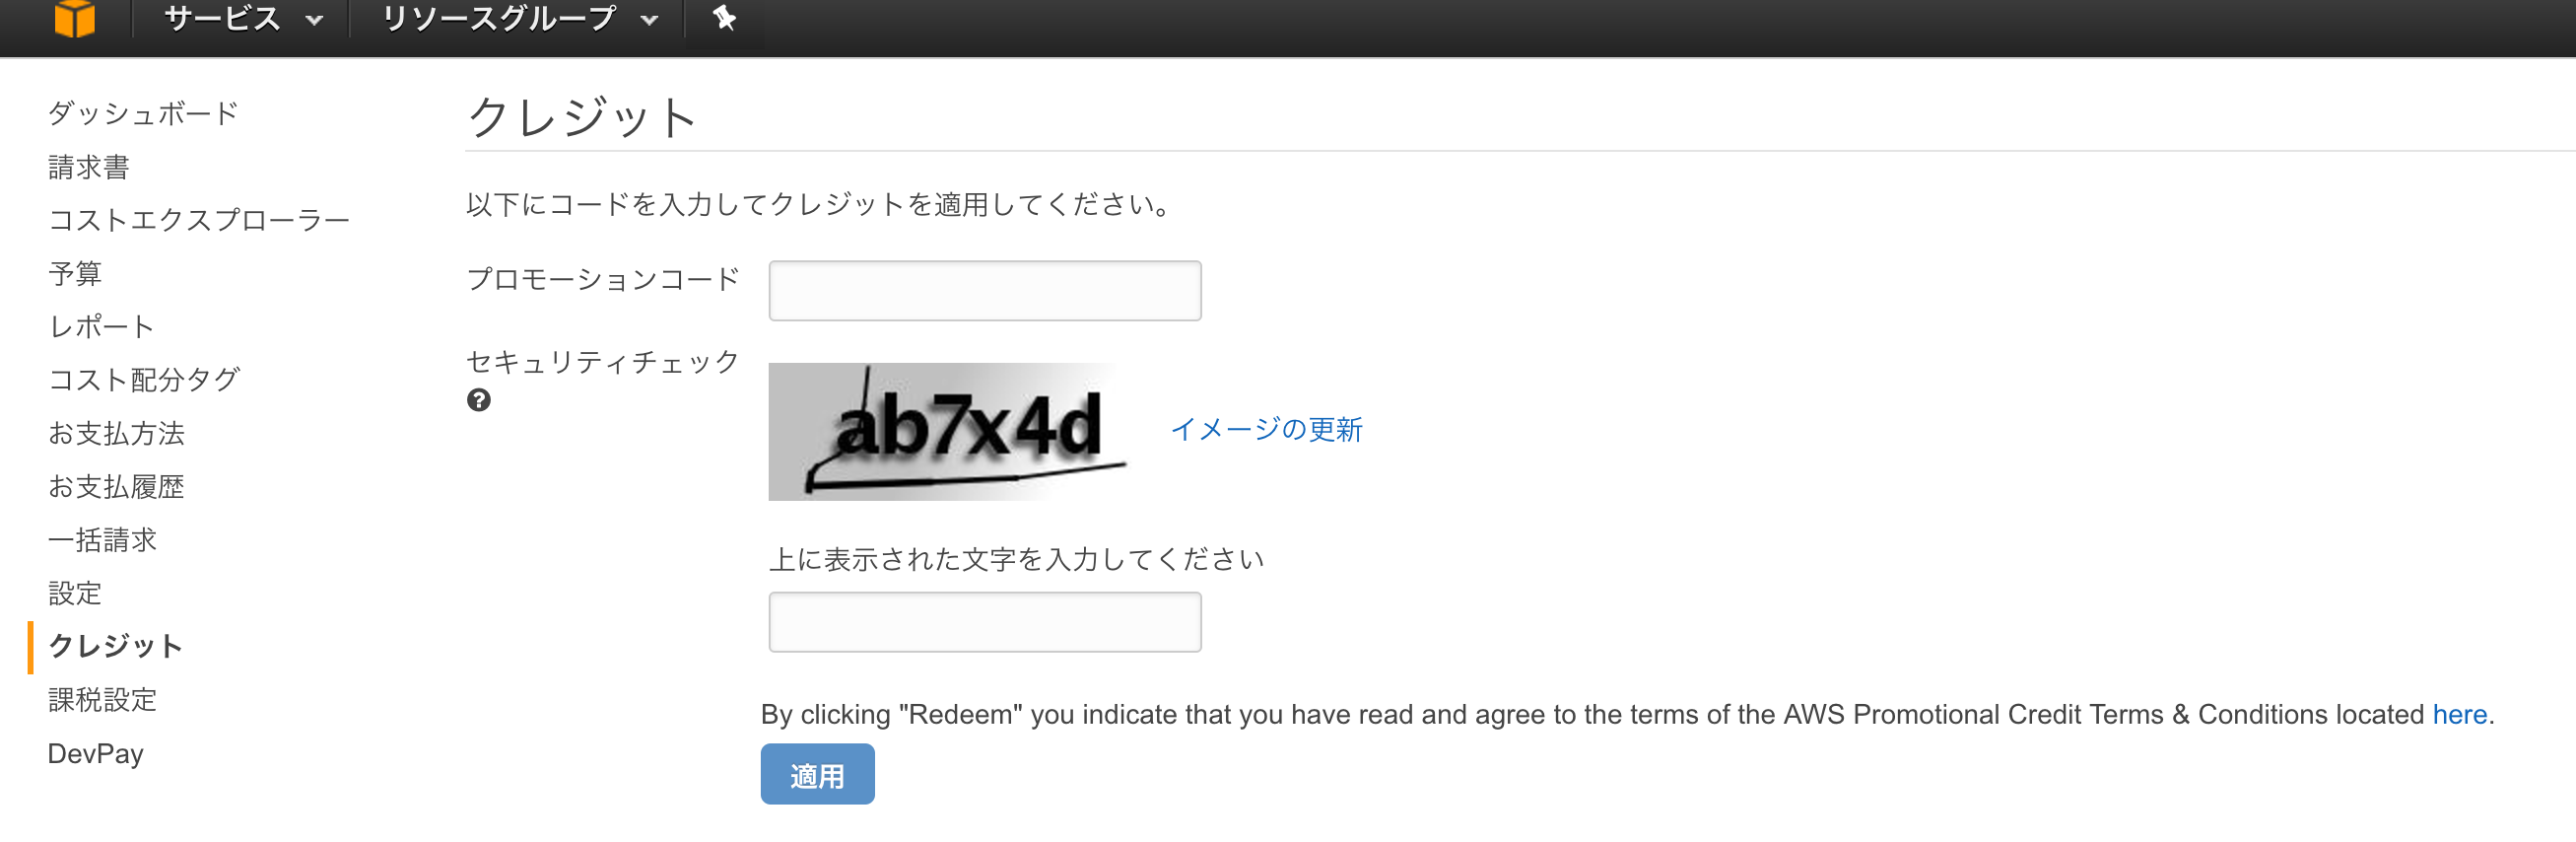 サービス
リソースグループ
ダッシュボード
請求書
コストエクスプローラー
予算
レポート
コスト配分タグ
お支払方法
お支払履歴
一括請求
設定
クレジット
課税設定
DevPay
クレジット
以下にコードを入力してクレジットを適用してください。
プロモーションコード
セキュリティチェック
?
ab7x4d
イメージの更新
上に表示された文字を入力してください
By clicking "Redeem" you indicate that you have read and agree to the terms of the AWS Promotional Credit Terms & Conditions located here.
適用